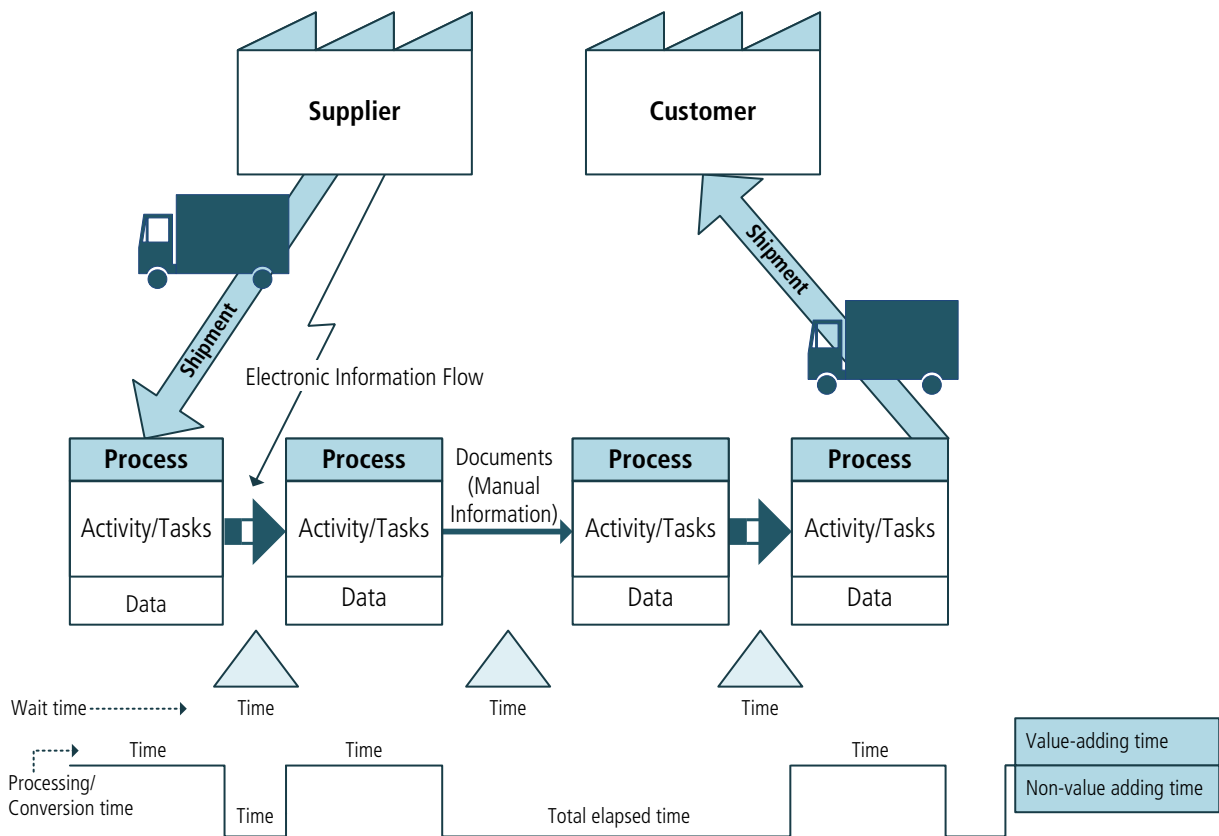 Supplier
Customer
Shipment
Shipment
Electronic Information Flow
Process
Process
Documents
(Manual
Information)
Process
Process
Activity/Tasks
Activity/Tasks
Activity/Tasks
Activity/Tasks
Data
Data
Data
Data
Wait time
Time
Time
Time
Time
Time
Time
Processing/
Conversion time
Time
Total elapsed time
Value-adding time
Non-value adding time